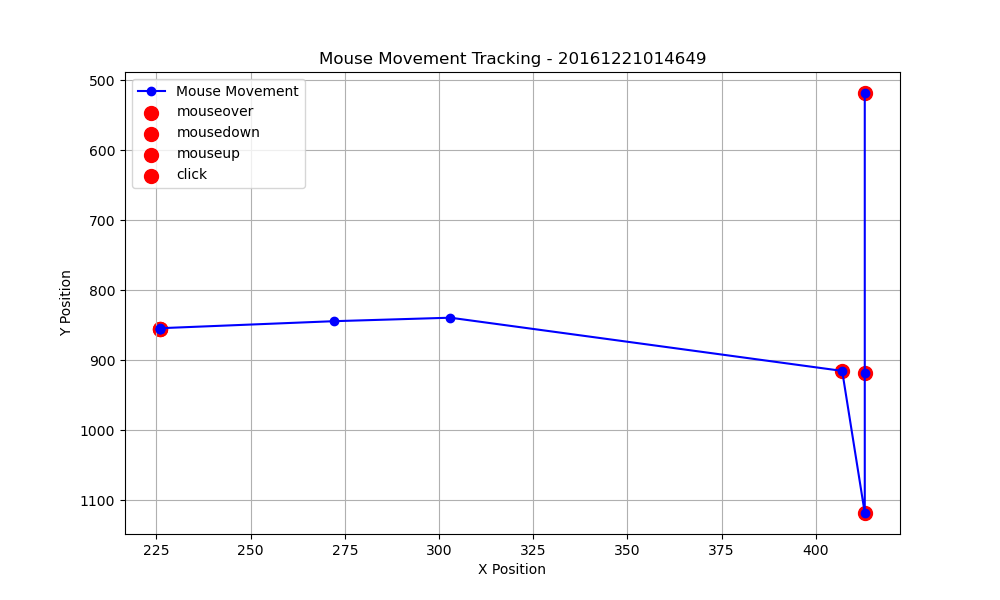 Mouse Movement Tracking - 20161221014649
Mouse Movement
mouseover
mousedown
mouseup
click
Y Position
500
600
700
800
900
1000
1100
225 250 275 300 325 350 375 400
X Position